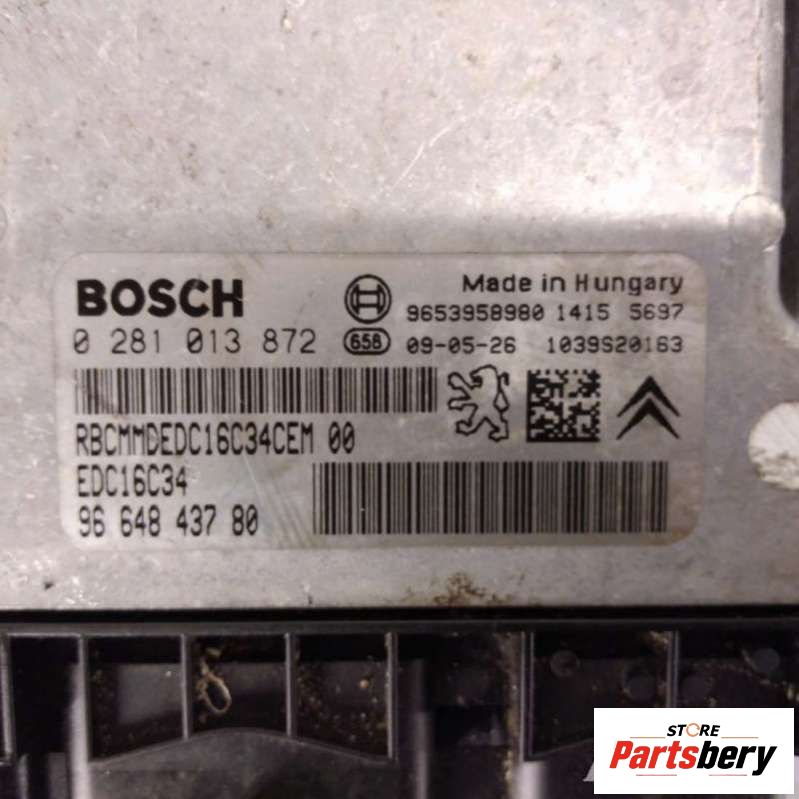 BOSCH
Made in Hungary
9653958980 1415 5697
0 281 013 872 658 09-05-26 1039S20163
RBCMMDEDC16C34CEM 00
EDC16C34
96 648 437 80
STORE
Partsbery